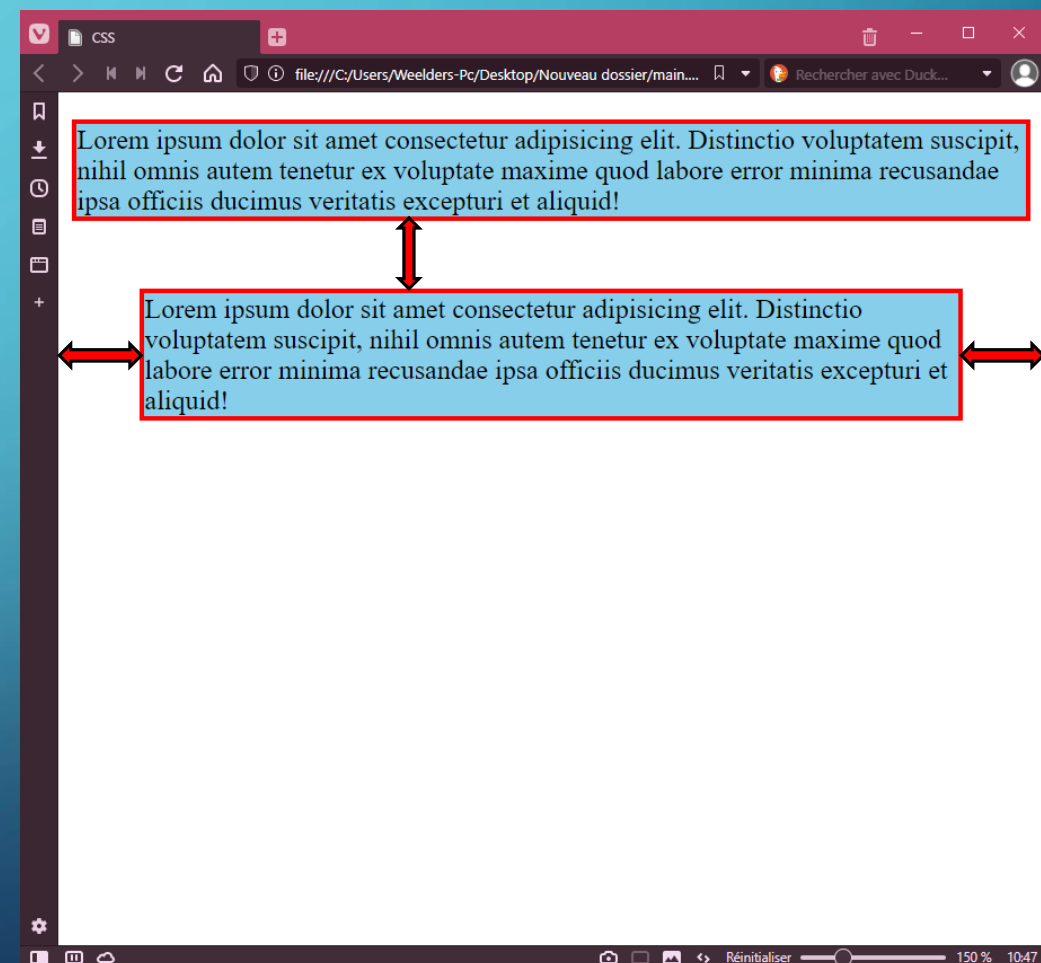 CSS
file:///C:/Users/Weelders-Pc/Desktop/Nouveau dossier/main.... Rechercher avec Duck...
Lorem ipsum dolor sit amet consectetur adipisicing elit. Distinctio voluptatem suscipit,
nihil omnis autem tenetur ex voluptate maxime quod labore error minima recusandae
ipsa officiis ducimus veritatis excepturi et aliquid!
Lorem ipsum dolor sit amet consectetur adipisicing elit. Distinctio
voluptatem suscipit, nihil omnis autem tenetur ex voluptate maxime quod
labore error minima recusandae ipsa officiis ducimus veritatis excepturi et
aliquid!
Réinitialiser 150 % 10:47